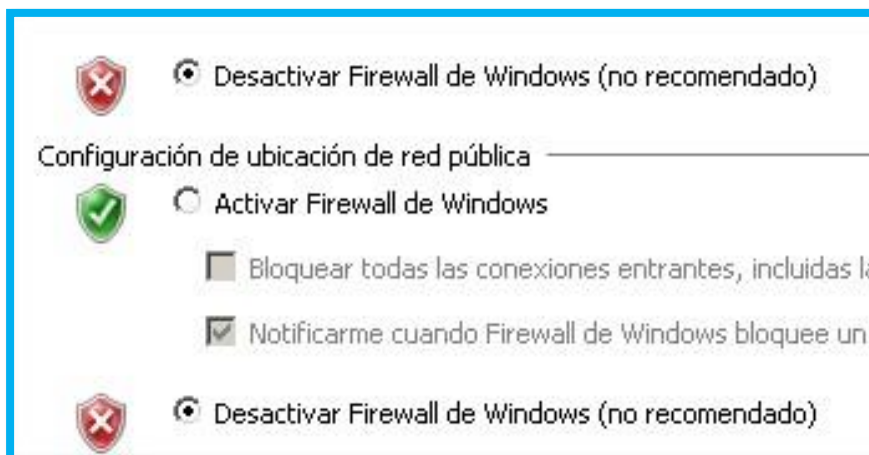 Desactivar Firewall de Windows (no recomendado)
Configuración de ubicación de red pública
Activar Firewall de Windows
Bloquear todas las conexiones entrantes, incluidas
Notificarme cuando Firewall de Windows bloquee un
Desactivar Firewall de Windows (no recomendado)